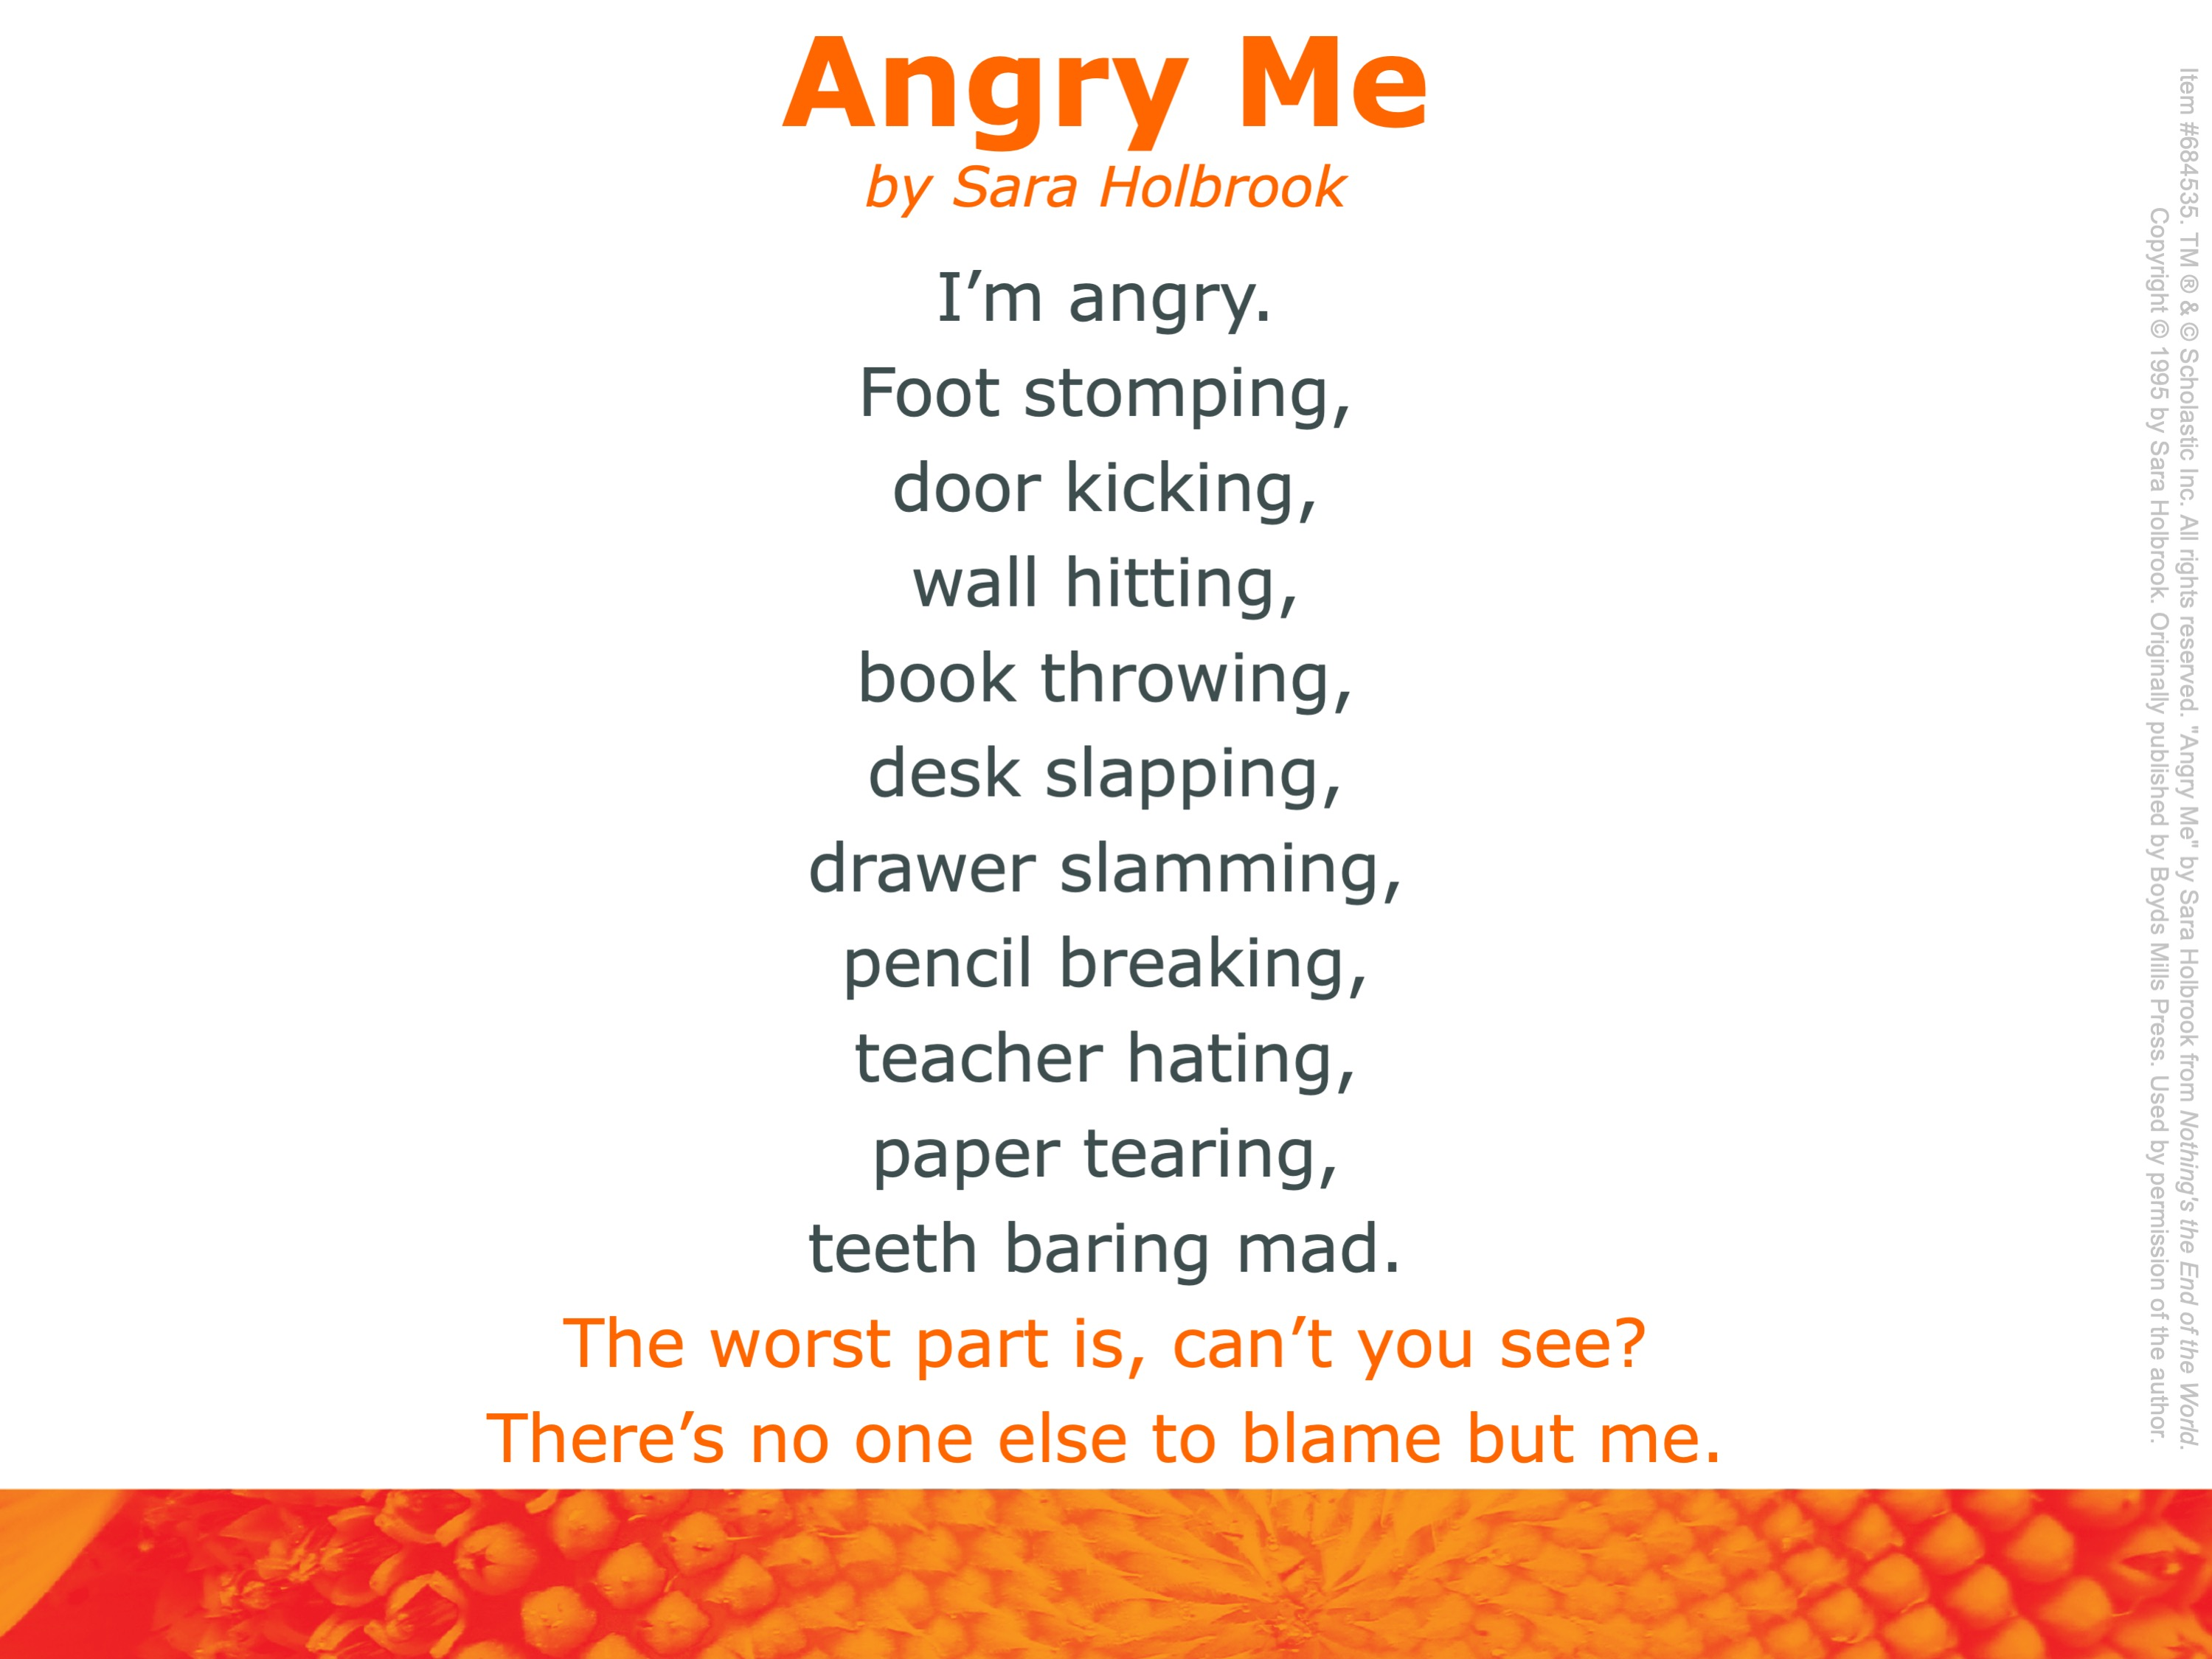 Angry Me
by Sara Holbrook
I’m angry.
Foot stomping,
door kicking,
wall hitting,
book throwing,
desk slapping,
drawer slamming,
pencil breaking,
teacher hating,
paper tearing,
teeth baring mad.
The worst part is, can’t you see?
There’s no one else to blame but me.
Item #684535. TM ® & © Scholastic Inc. All rights reserved. "Angry Me" by Sara Holbrook from Nothing's the End of the World.
Copyright © 1995 by Sara Holbrook. Originally published by Boyds Mills Press. Used by permission of the author.